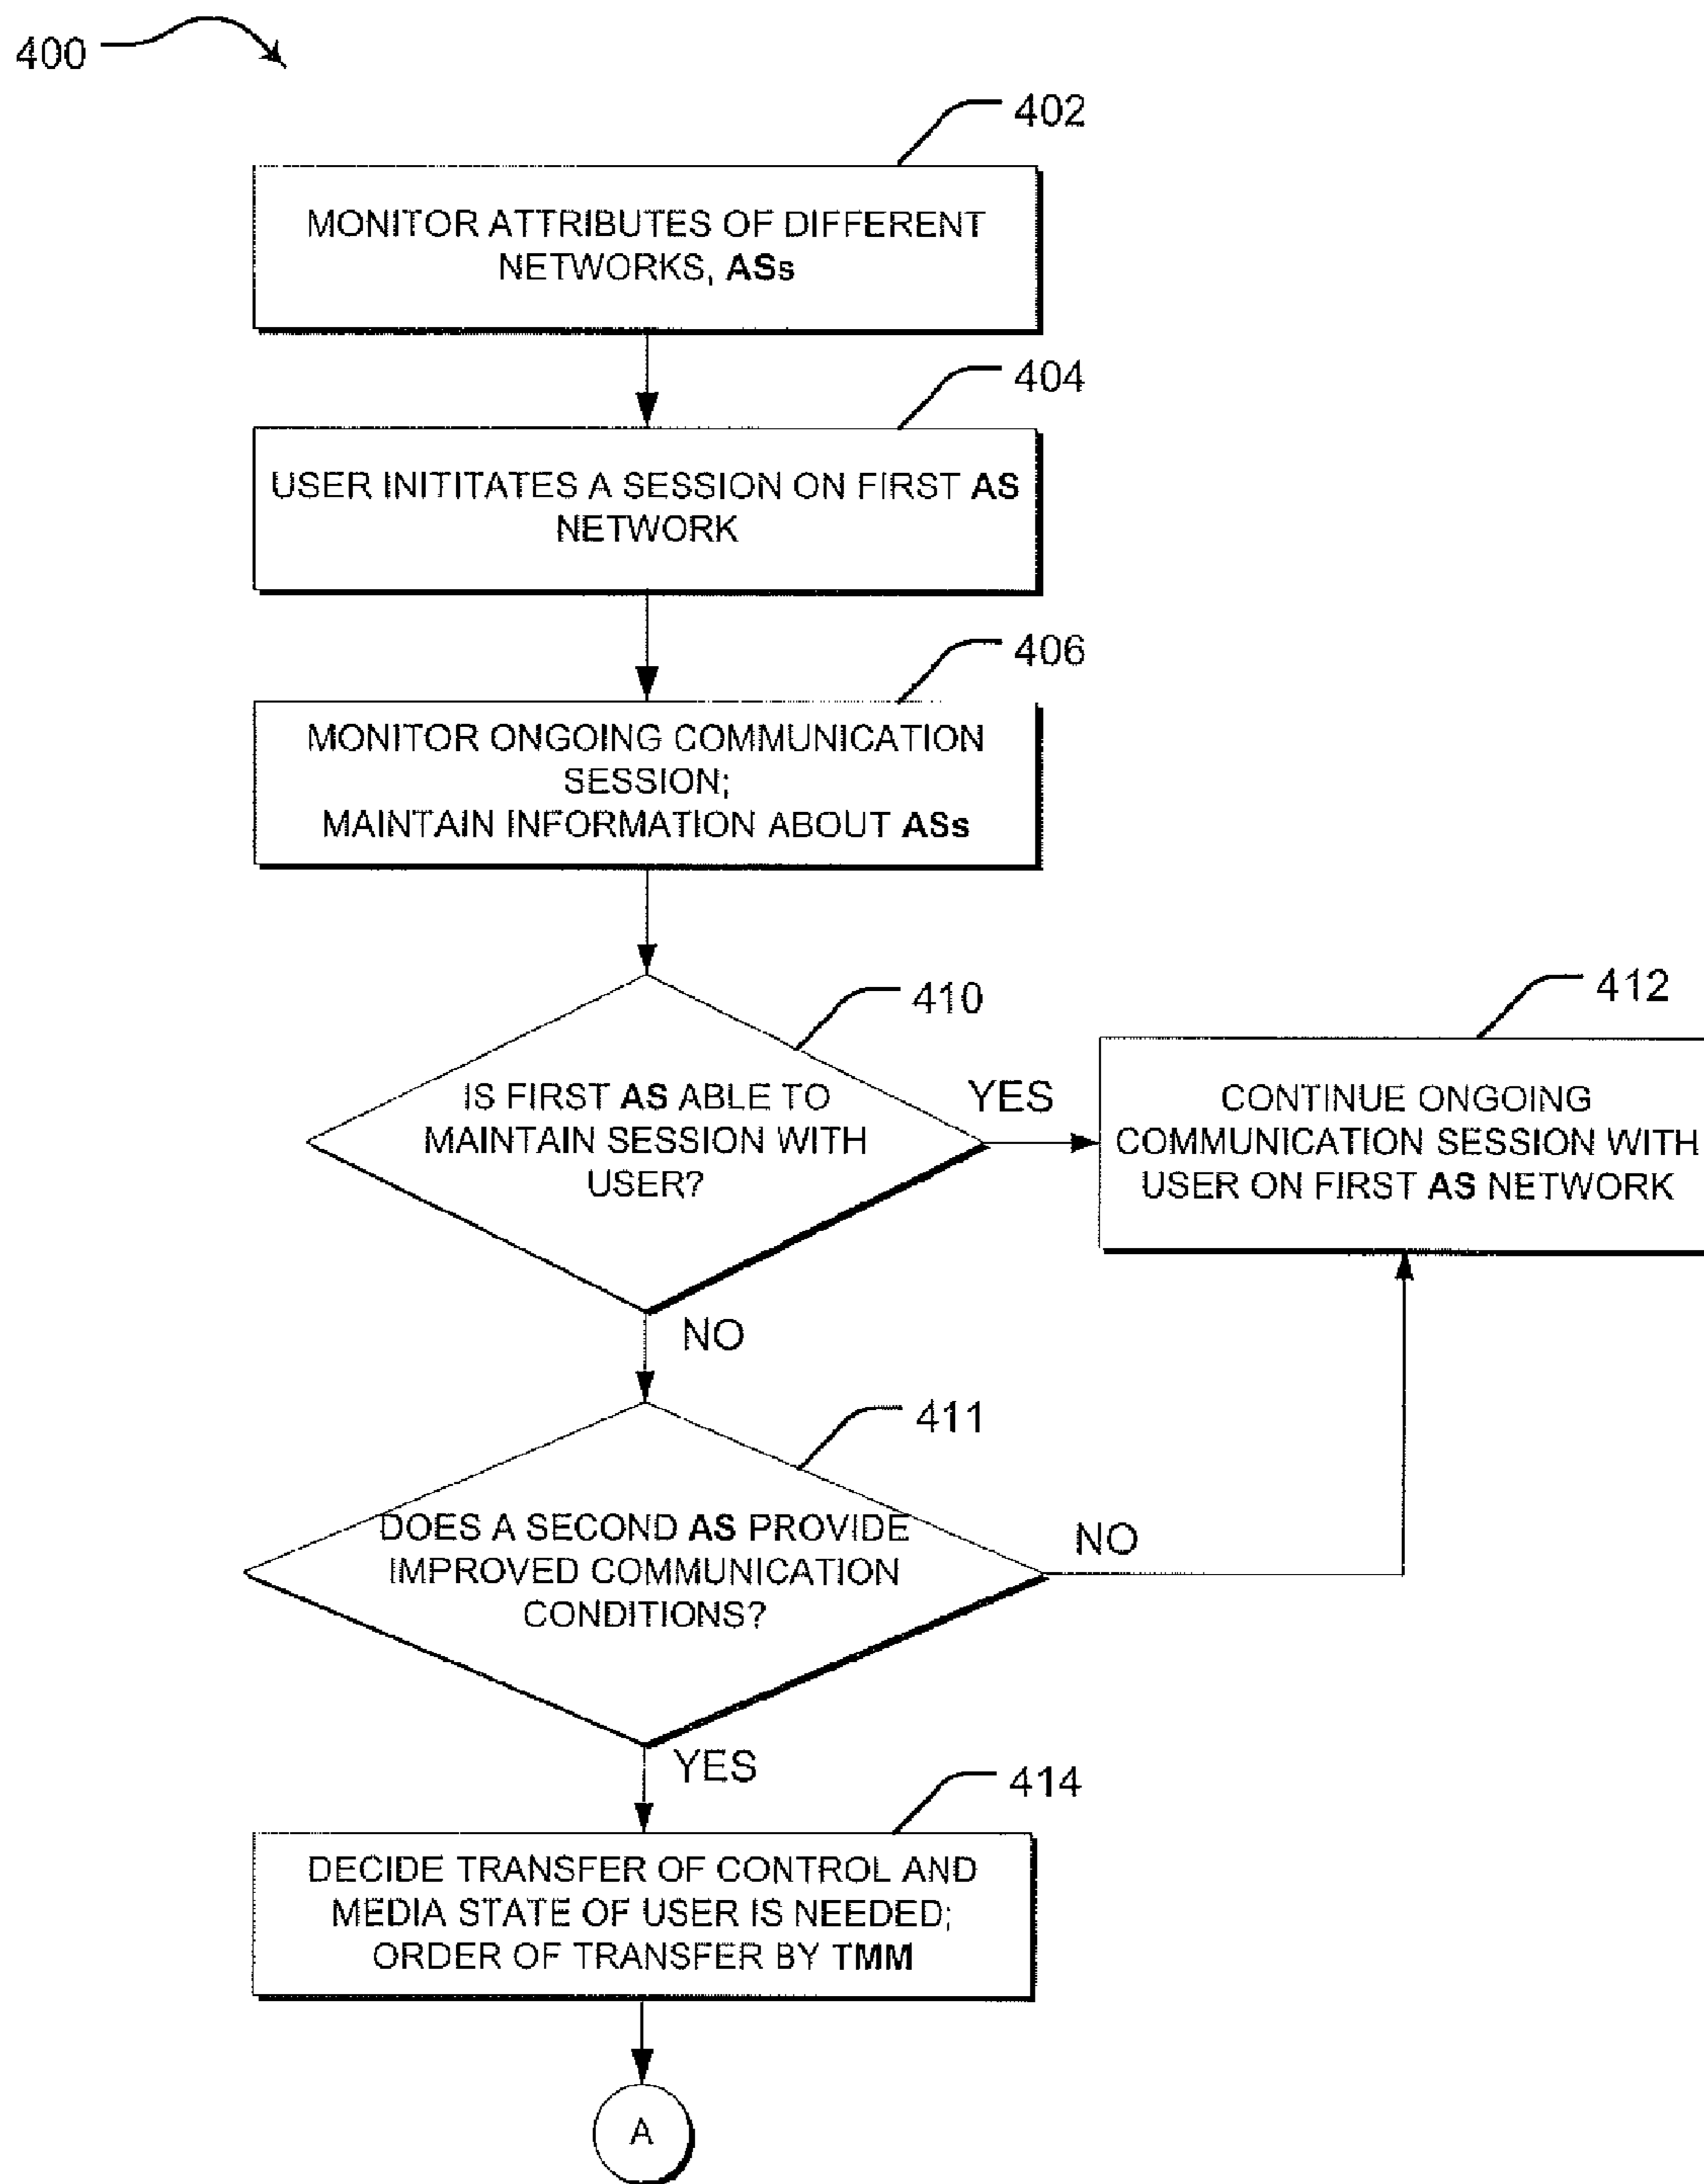 400
402
MONITOR ATTRIBUTES OF DIFFERENT
NETWORKS, ASs
404
USER INITITATES A SESSION ON FIRST AS
NETWORK
406
MONITOR ONGOING COMMUNICATION
SESSION;
MAINTAIN INFORMATION ABOUT ASs
410
IS FIRST AS ABLE TO
MAINTAIN SESSION WITH
USER?
YES
412
CONTINUE ONGOING
COMMUNICATION SESSION WITH
USER ON FIRST AS NETWORK
NO
411
DOES A SECOND AS PROVIDE
IMPROVED COMMUNICATION
CONDITIONS?
NO
YES
414
DECIDE TRANSFER OF CONTROL AND
MEDIA STATE OF USER IS NEEDED;
ORDER OF TRANSFER BY TMM
A